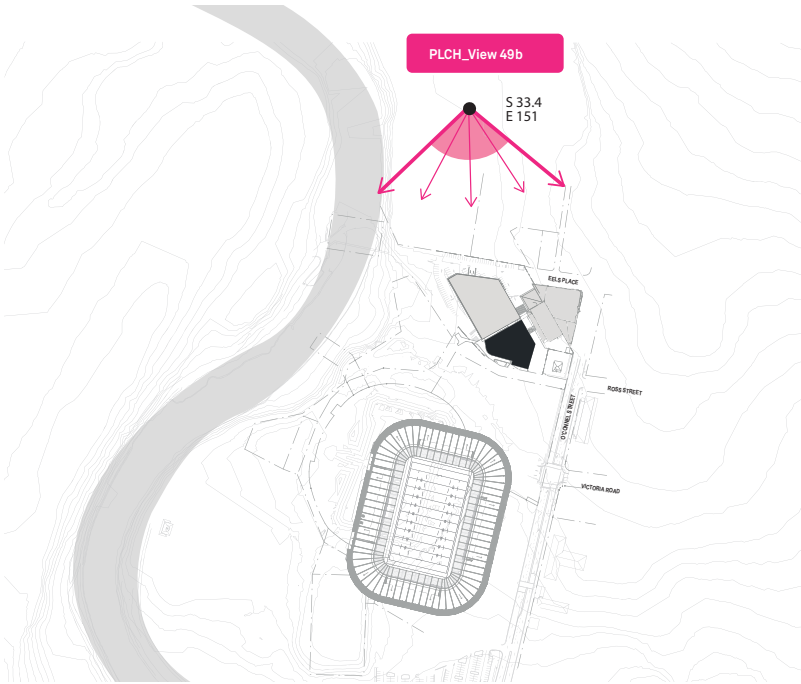 PLCH_View 49b
S 33.4
E 151
EELS PLACE
ROSS STREET
O'CONNELL STREET
VICTORIA ROAD